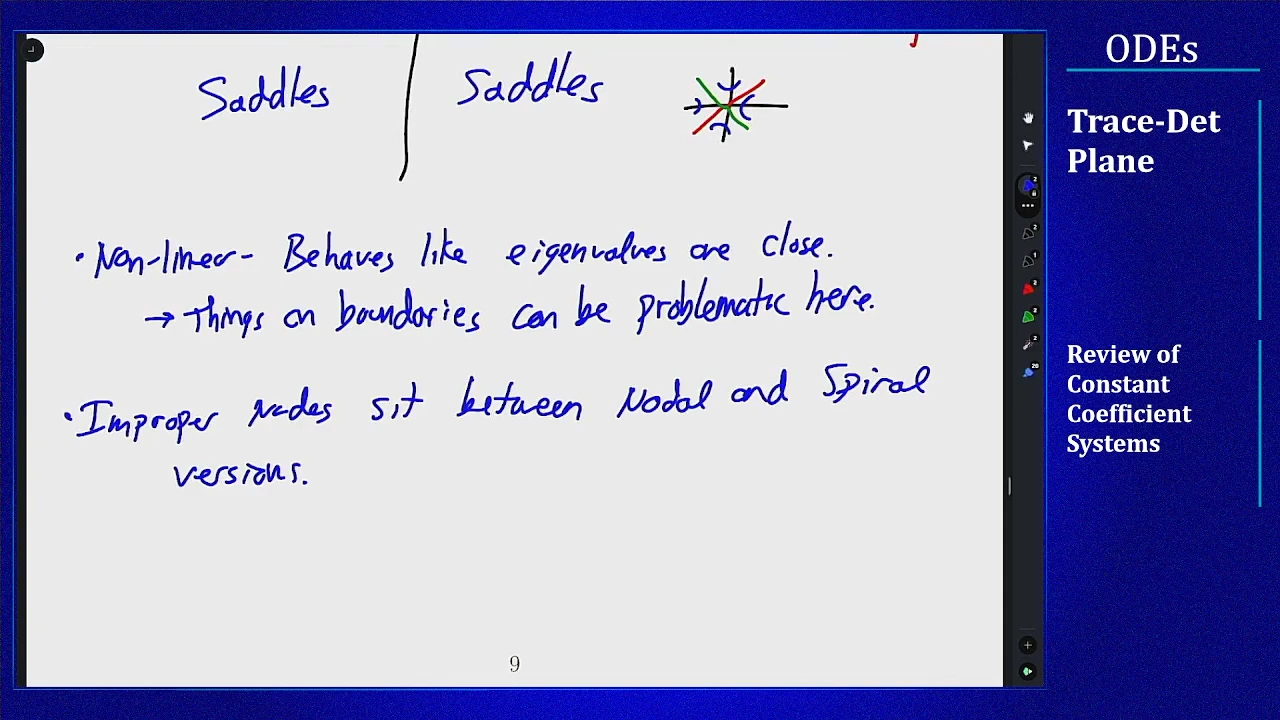 ODEs
Trace-Det
Plane
Review of
Constant
Coefficient
Systems
Saddles
Saddles
• Non-linear - Behaves like eigenvalues are close.
→ Things on boundaries can be problematic here.
• Improper Nodes sit between Nodal and Spiral
versions.
9